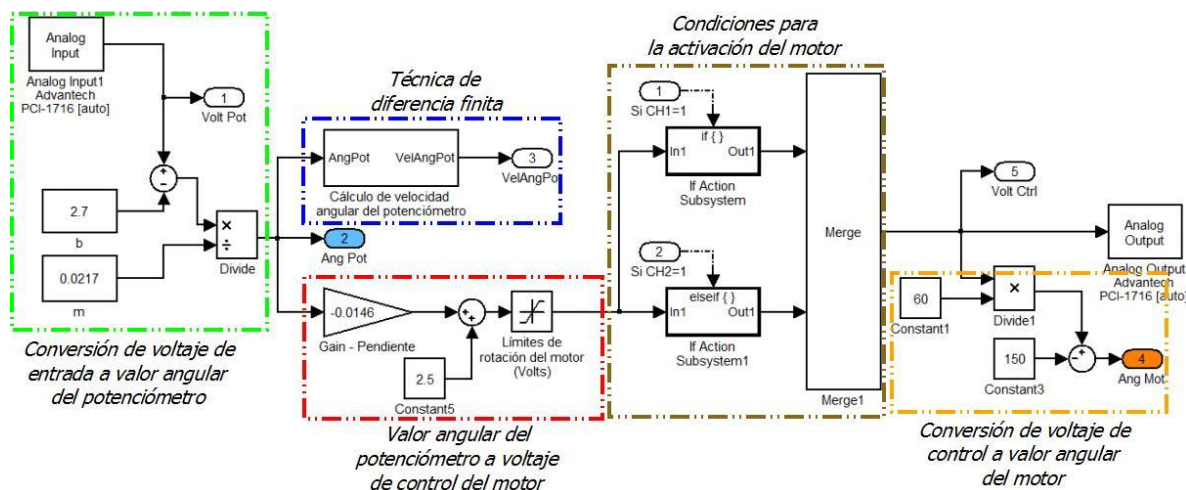 Analog
Input
Analog Input1
Advantech
PCI-1716 [auto]
1
Volt Pot
+
-
2.7
b
0.0217
m
×
÷
Divide
Conversión de voltaje de
entrada a valor angular
del potenciómetro
Técnica de
diferencia finita
AngPot
VelAngPot
Cálculo de velocidad
angular del potenciómetro
3
VelAngPo
2
Ang Pot
-0.0146
Gain - Pendiente
+
+
2.5
Constant5
Límites de
rotación del motor
(Volts)
Valor angular del
potenciómetro a voltaje
de control del motor
Condiciones para
la activación del motor
1
Si CH1=1
if { }
In1
Out1
If Action
Subsystem
2
Si CH2=1
elseif { }
In1
Out1
If Action
Subsystem1
Merge
Merge1
5
Volt Ctrl
Analog
Output
Analog Output
Advantech
PCI-1716 [auto]
60
Constant1
×
Divide1
150
Constant3
-
+
4
Ang Mot
Conversión de voltaje de
control a valor angular
del motor